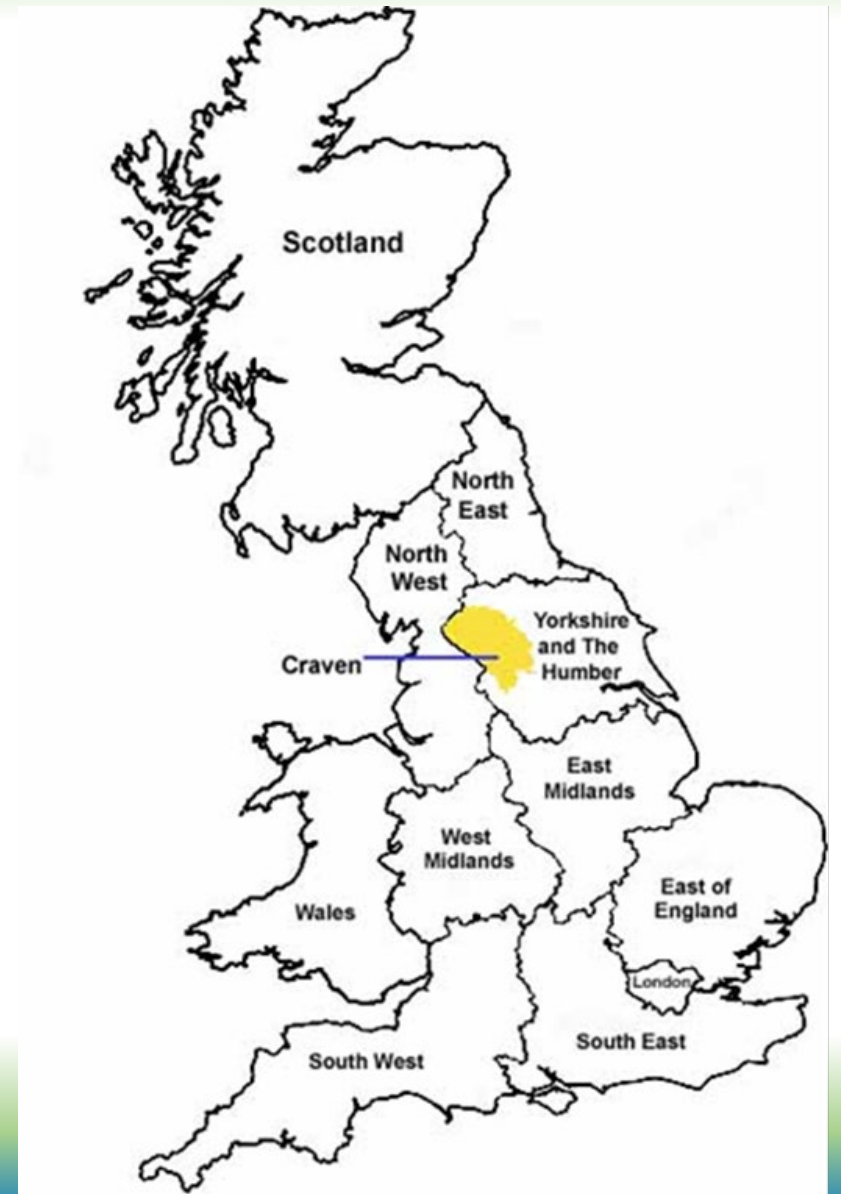 Scotland
North
East
North
West
Yorkshire
and The
Humber
Craven
East
Midlands
West
Midlands
East of
England
Wales
London
South East
South West